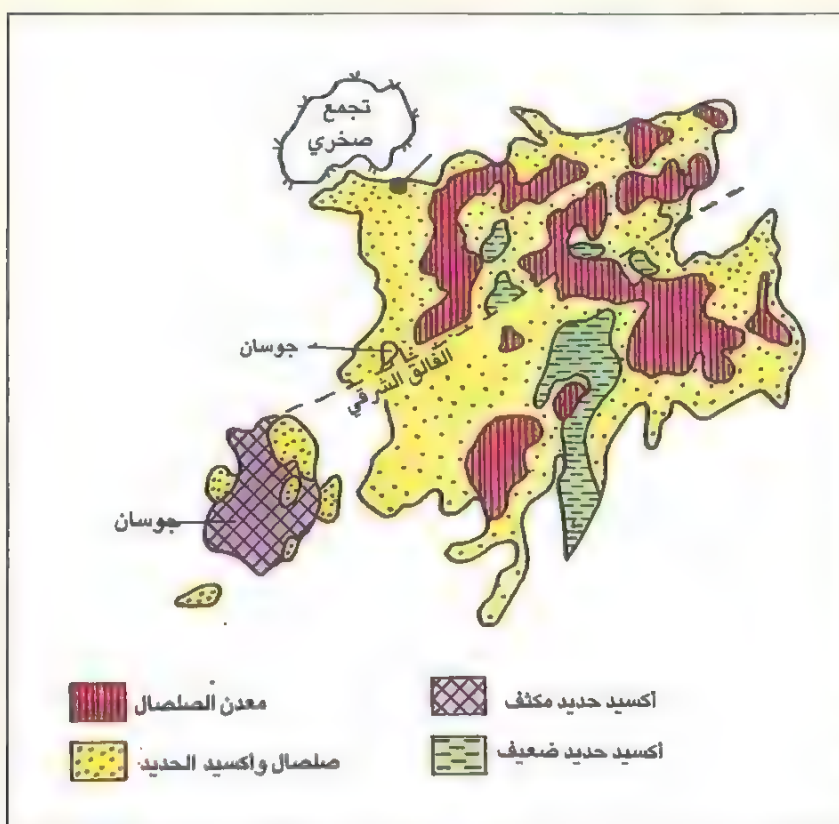 تجمع
صخري
جوسان
الفالق الشرقي
جوسان
أكسيد حديد مكثف
معدن الصلصال
أكسيد حديد ضعيف
صلصال وأكسيد الحديد